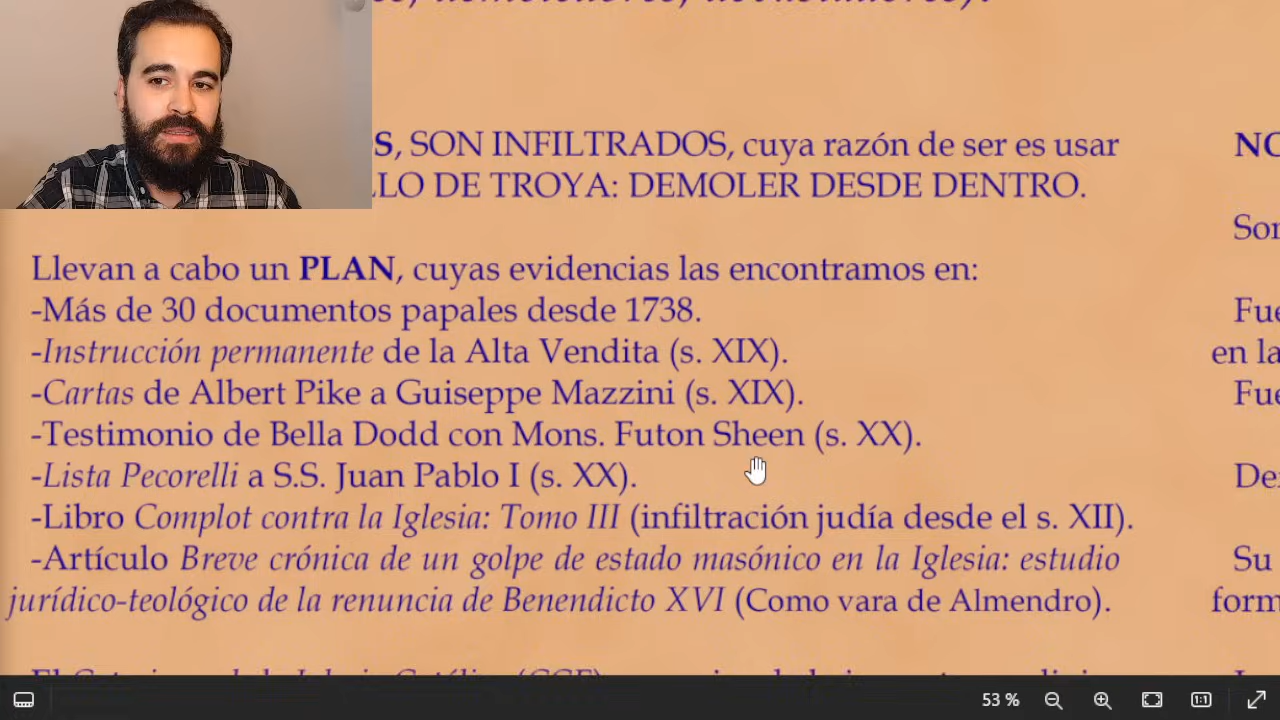 S, SON INFILTRADOS, cuya razón de ser es usar
LLO DE TROYA: DEMOLER DESDE DENTRO.
Llevan a cabo un PLAN, cuyas evidencias las encontramos en:
-Más de 30 documentos papales desde 1738.
-Instrucción permanente de la Alta Vendita (s. XIX).
-Cartas de Albert Pike a Guiseppe Mazzini (s. XIX).
-Testimonio de Bella Dodd con Mons. Futon Sheen (s. XX).
-Lista Pecorelli a S.S. Juan Pablo I (s. XX).
-Libro Complot contra la Iglesia: Tomo III (infiltración judía desde el s. XII).
-Artículo Breve crónica de un golpe de estado masónico en la Iglesia: estudio
jurídico-teológico de la renuncia de Benendicto XVI (Como vara de Almendro).
NO
Son
Fue
en la
Fue
Su
form
53 %
1:1